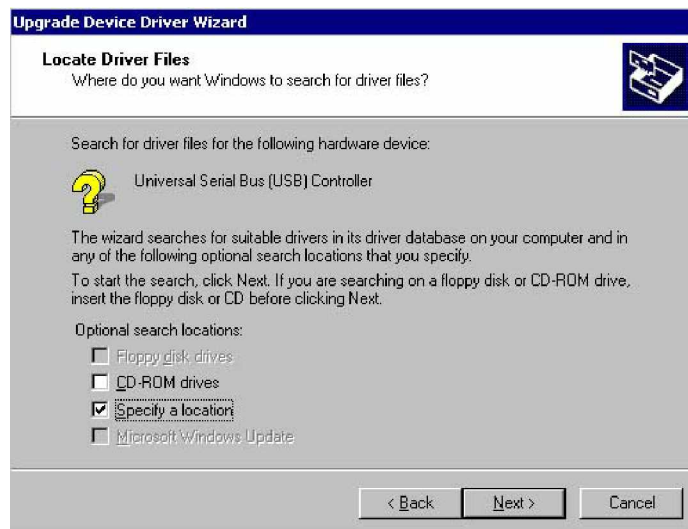 Upgrade Device Driver Wizard
Locate Driver Files
Where do you want Windows to search for driver files?
Search for driver files for the following hardware device:
Universal Serial Bus (USB) Controller
The wizard searches for suitable drivers in its driver database on your computer and in
any of the following optional search locations that you specify.
To start the search, click Next. If you are searching on a floppy disk or CD-ROM drive,
insert the floppy disk or CD before clicking Next.
Optional search locations:
Floppy disk drives
CD-ROM drives
Specify a location
Microsoft Windows Update
< Back Next > Cancel